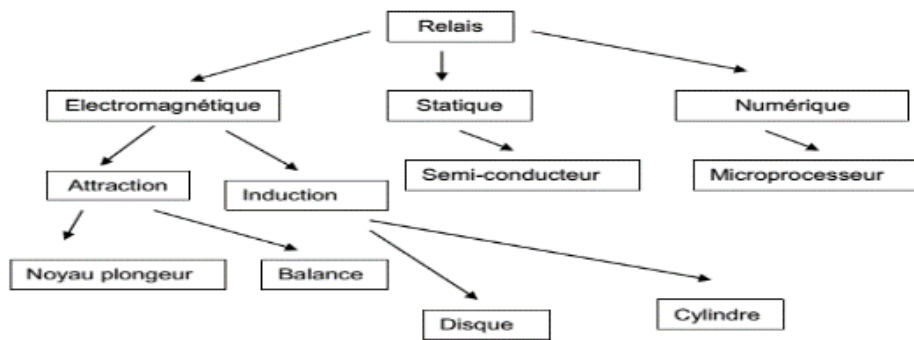 Relais
Electromagnétique
Statique
Numérique
Attraction
Induction
Semi-conducteur
Microprocesseur
Noyau plongeur
Balance
Disque
Cylindre